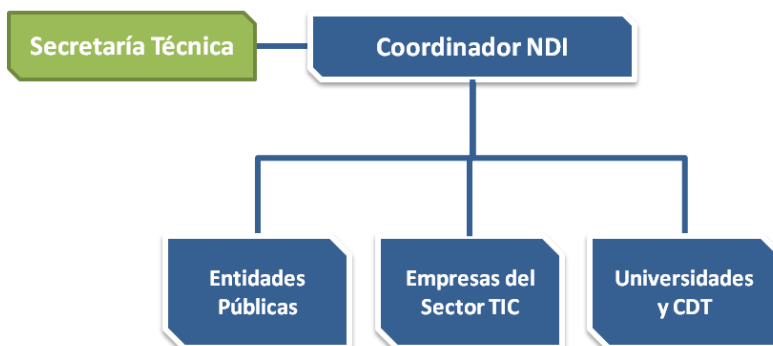 Secretaría Técnica
Coordinador NDI
Entidades
Públicas
Empresas del
Sector TIC
Universidades
y CDT